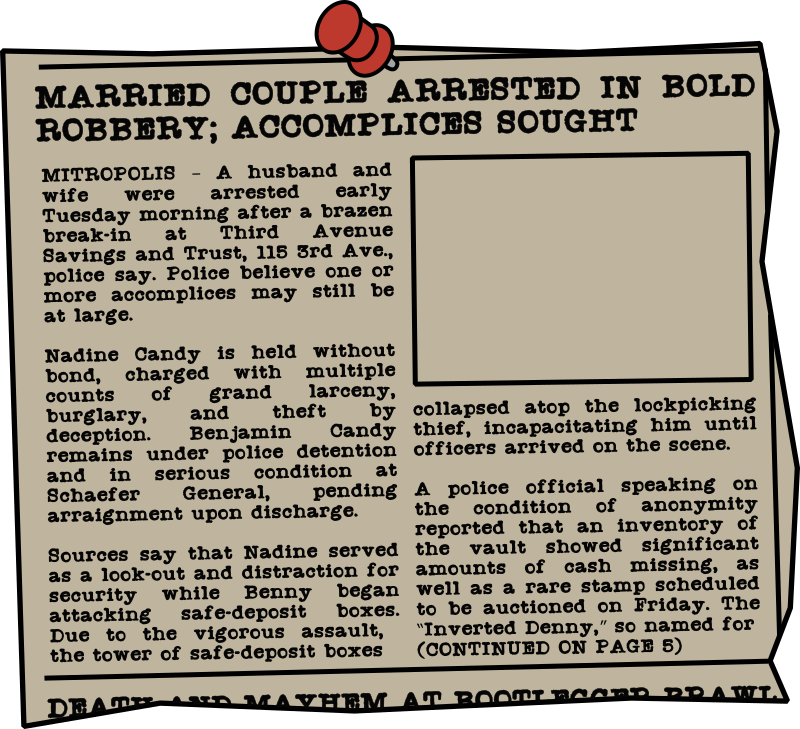 MARRIED COUPLE ARRESTED IN BOLD
ROBBERY; ACCOMPLICES SOUGHT
MITROPOLIS – A husband and
wife were arrested early
Tuesday morning after a brazen
break-in at Third Avenue
Savings and Trust, 115 3rd Ave.,
police say. Police believe one or
more accomplices may still be
at large.
Nadine Candy is held without
bond, charged with multiple
counts of grand larceny,
burglary, and theft by
deception. Benjamin Candy
remains under police detention
and in serious condition at
Schaefer General, pending
arraignment upon discharge.
Sources say that Nadine served
as a look-out and distraction for
security while Benny began
attacking safe-deposit boxes.
Due to the vigorous assault,
the tower of safe-deposit boxes
collapsed atop the lockpicking
thief, incapacitating him until
officers arrived on the scene.
A police official speaking on
the condition of anonymity
reported that an inventory of
the vault showed significant
amounts of cash missing, as
well as a rare stamp scheduled
to be auctioned on Friday. The
“Inverted Denny,” so named for
(CONTINUED ON PAGE 5)
DEATH AND MAYHEM AT BOOTLEGGER BRAWL